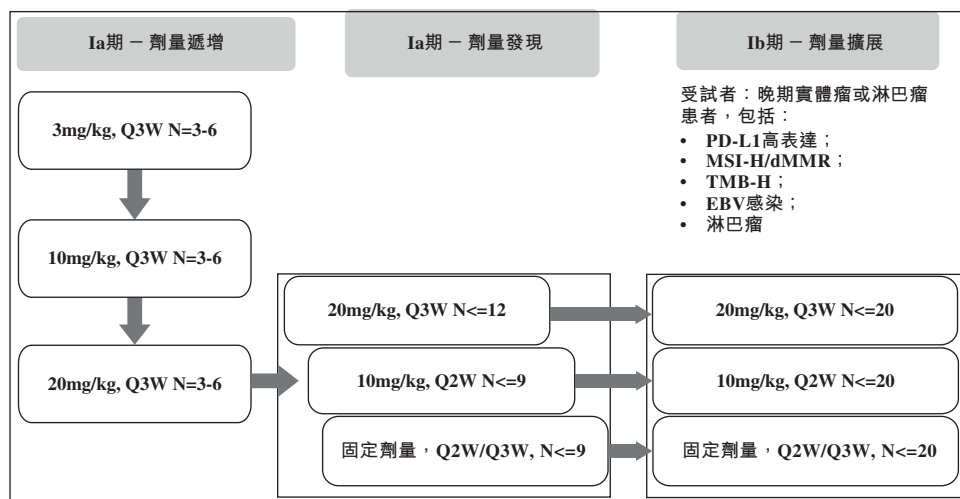 Ia期 – 劑量遞增
3mg/kg, Q3W N=3-6
10mg/kg, Q3W N=3-6
20mg/kg, Q3W N=3-6
Ia期 – 劑量發現
20mg/kg, Q3W N<=12
10mg/kg, Q2W N<=9
固定劑量，Q2W/Q3W, N<=9
Ib期 – 劑量擴展
受試者：晚期實體瘤或淋巴瘤
患者，包括：
• PD-L1高表達；
• MSI-H/dMMR；
• TMB-H；
• EBV感染；
• 淋巴瘤
20mg/kg, Q3W N<=20
10mg/kg, Q2W N<=20
固定劑量，Q2W/Q3W, N<=20